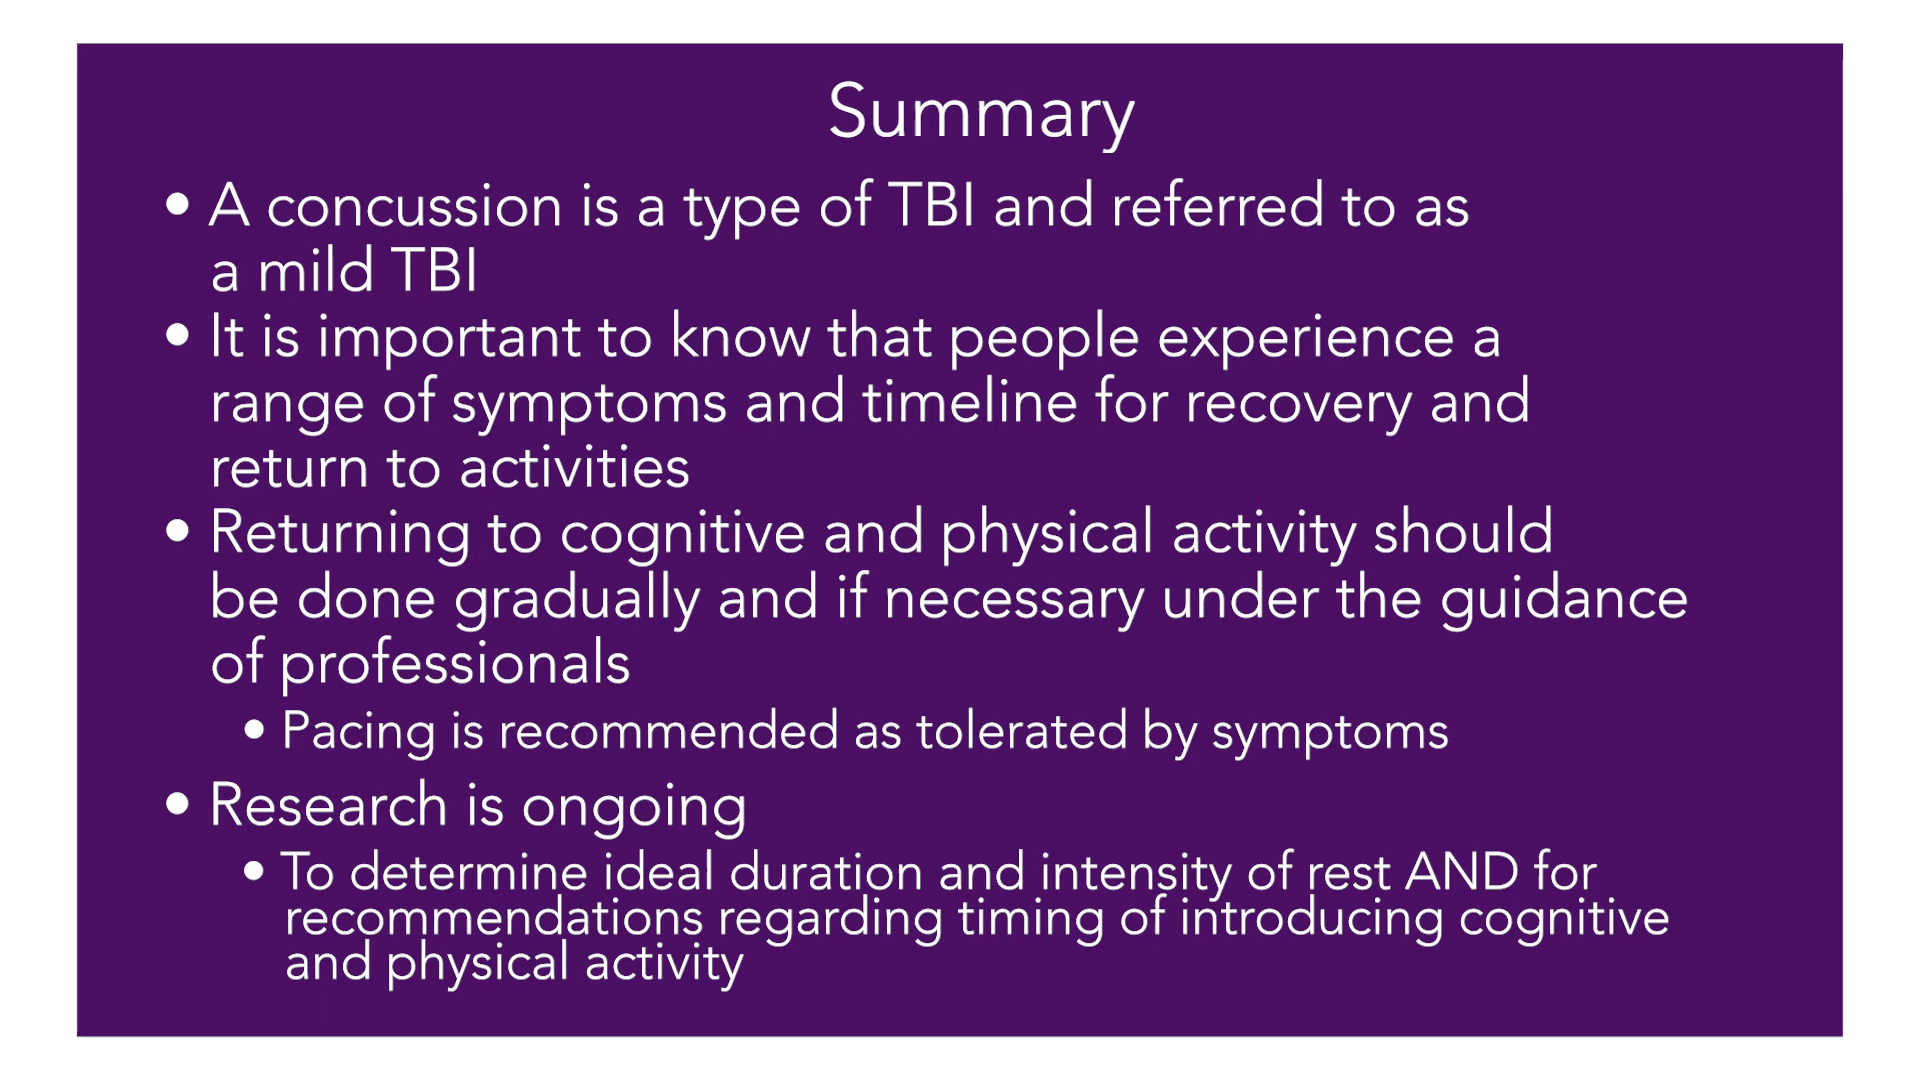 Summary
• A concussion is a type of TBI and referred to as
a mild TBI
• It is important to know that people experience a
range of symptoms and timeline for recovery and
return to activities
• Returning to cognitive and physical activity should
be done gradually and if necessary under the guidance
of professionals
• Pacing is recommended as tolerated by symptoms
• Research is ongoing
• To determine ideal duration and intensity of rest AND for
recommendations regarding timing of introducing cognitive
and physical activity